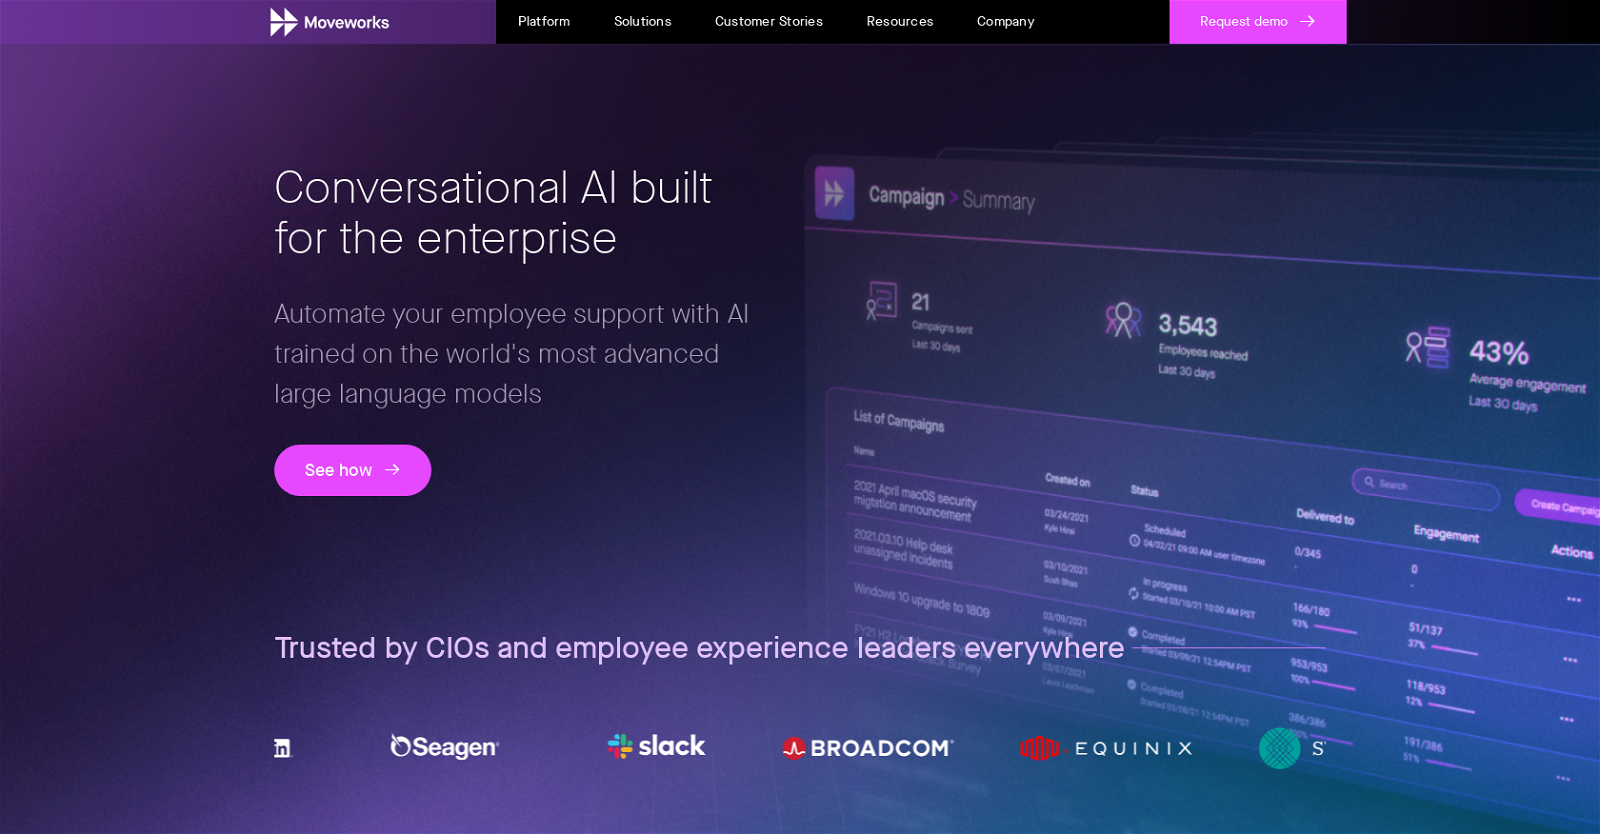 Moveworks
Platform
Solutions
Customer Stories
Resources
Company
Request demo
Conversational AI built
for the enterprise
Automate your employee support with AI
trained on the world's most advanced
large language models
See how
Campaign > Summary
21
Campaigns sent
Last 30 days
3,543
Employees reached
Last 30 days
43%
Average engagement
Last 30 days
List of Campaigns
Search
Create Campaig
Name
Created on
Status
Delivered to
Engagement
Actions
2021 April macOS security
migtation announcement
03/24/2021
Kyle Hirsi
Scheduled
04/02/21 09:00 AM user timezone
0/345
-
0
-
2021.03.10 Help desk
unassigned incidents
03/10/2021
Sush Bhas
In progress
Started 03/10/21 10:00 AM PST
166/180
93%
51/137
37%
Windows 10 upgrade to 1809
03/09/2021
Kyle Hirsi
Completed
Started 03/09/21 12:54PM PST
953/953
100%
118/953
12%
FY21 H2
Survey
03/07/2021
Completed
Started 03/08/21 12:54PM PST
386/386
191/386
51%
Trusted by CIOs and employee experience leaders everywhere
in
Seagen
slack
BROADCOM
EQUINIX
S